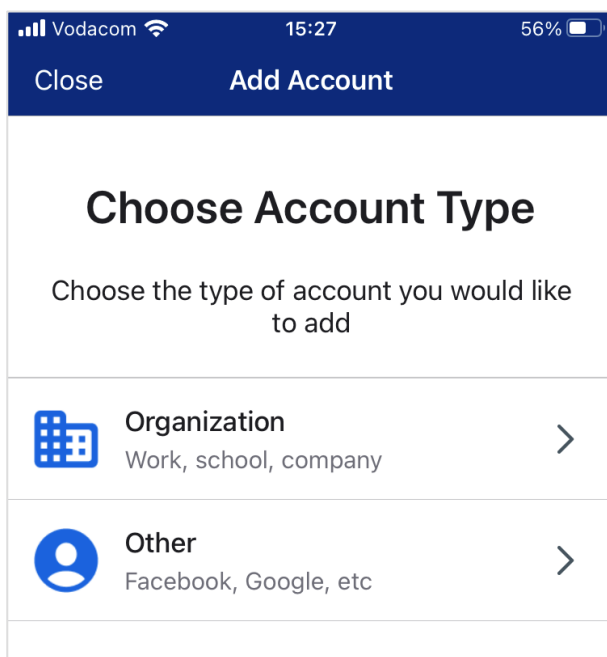 Vodacom 15:27 56%
Close Add Account
Choose Account Type
Choose the type of account you would like
to add
Organization
Work, school, company
Other
Facebook, Google, etc